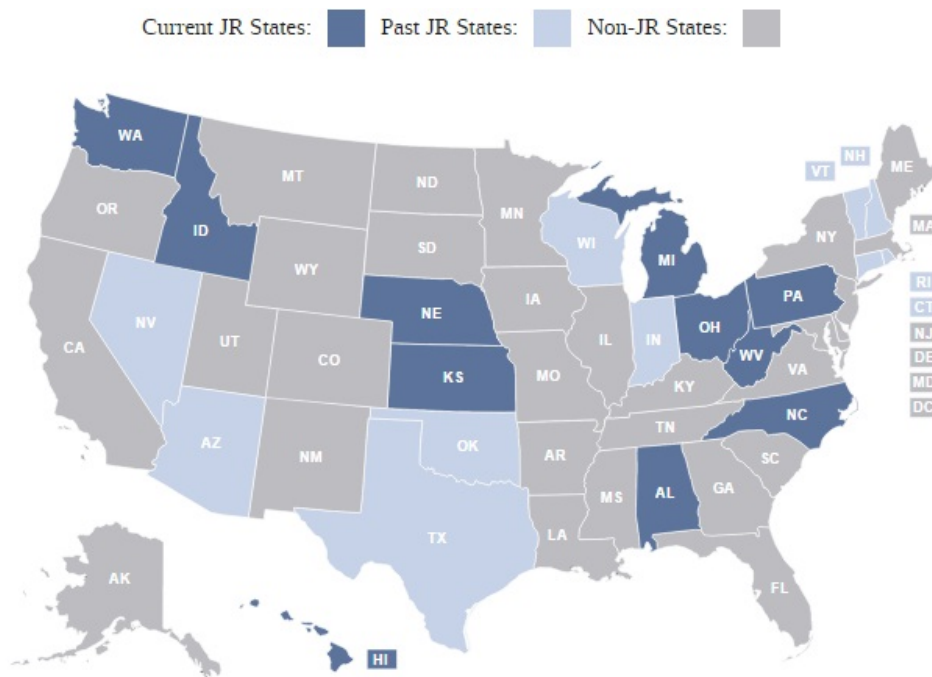 Current JR States: Past JR States: Non-JR States:
WA
MT
ND
MN
VT
NH
ME
OR
ID
SD
WI
NY
MA
WY
MI
IA
PA
RI
NE
CT
NV
OH
NJ
UT
IL
IN
CA
CO
WV
DE
KS
MO
VA
KY
MD
NC
DC
AZ
OK
TN
NM
AR
SC
MS
AL
GA
TX
LA
AK
FL
HI